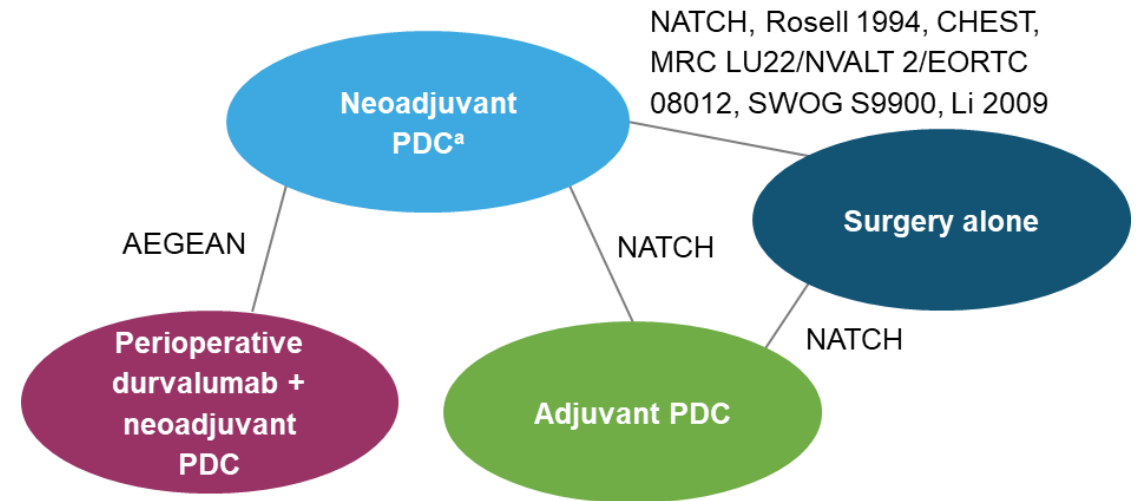 NATCH, Rosell 1994, CHEST,
MRC LU22/NVALT 2/EORTC
08012, SWOG S9900, Li 2009
Neoadjuvant
PDCᵃ
Surgery alone
AEGEAN
NATCH
NATCH
Perioperative
durvalumab +
neoadjuvant
PDC
Adjuvant PDC